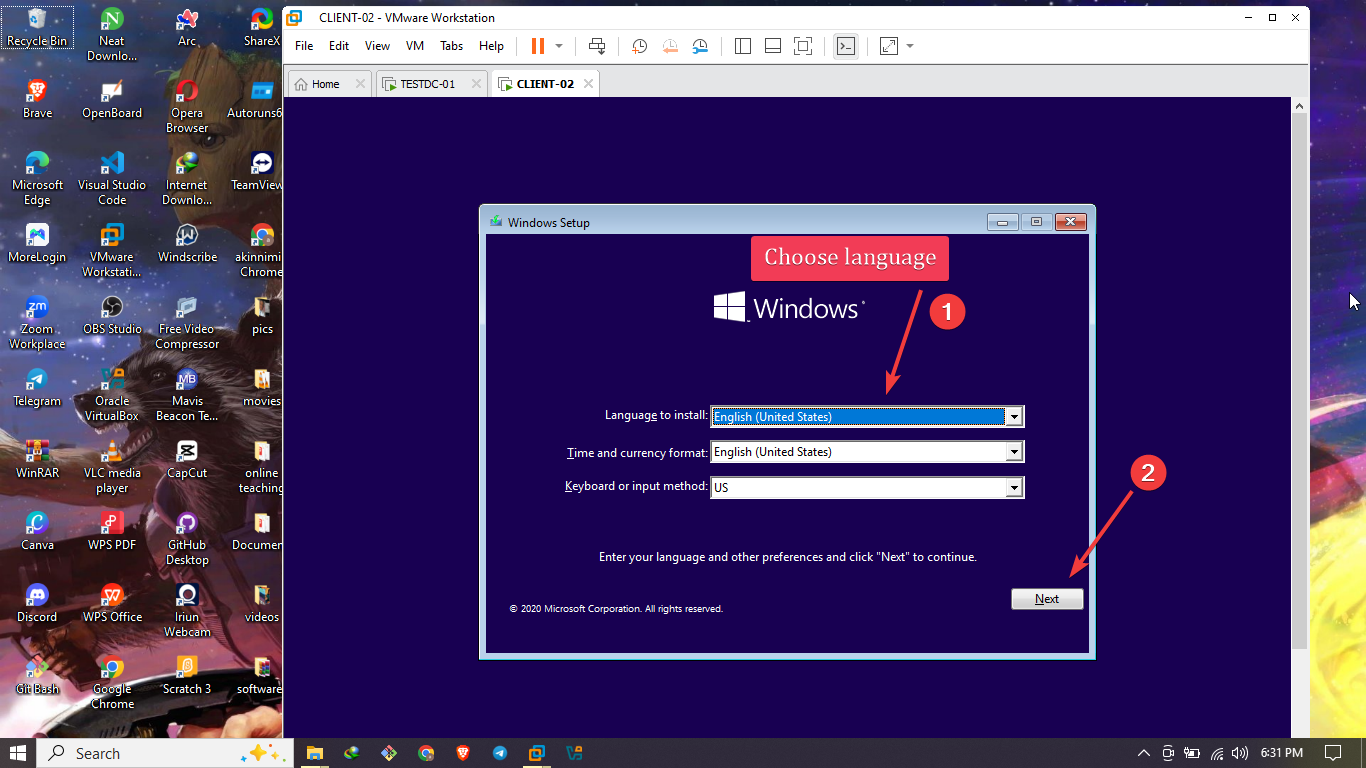 CLIENT-02 - VMware Workstation
File Edit View VM Tabs Help
Home TESTDC-01 CLIENT-02
Recycle Bin
Neat
Downlo...
Arc
ShareX
Brave
OpenBoard
Opera
Browser
Autoruns6
Microsoft
Edge
Visual Studio
Code
Internet
Downlo...
TeamView
MoreLogin
VMware
Workstati...
Windscribe
akinnimi
Chrome
Zoom
Workplace
OBS Studio
Free Video
Compressor
pics
Telegram
Oracle
VirtualBox
Mavis
Beacon Te...
movies
WinRAR
VLC media
player
CapCut
online
teaching
Canva
WPS PDF
GitHub
Desktop
Documen
Discord
WPS Office
Iriun
Webcam
videos
Git Bash
Google
Chrome
Scratch 3
software
Windows Setup
Choose language
1
Windows
Language to install: English (United States)
Time and currency format: English (United States)
Keyboard or input method: US
2
Enter your language and other preferences and click "Next" to continue.
Next
© 2020 Microsoft Corporation. All rights reserved.
Search
6:31 PM